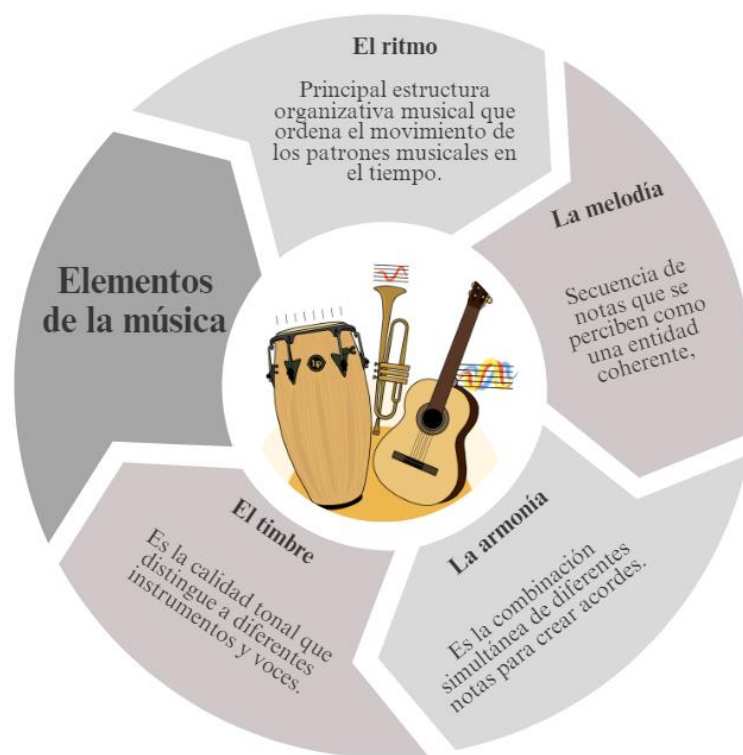 Elementos
de la música
El ritmo
Principal estructura
organizativa musical que
ordena el movimiento de
los patrones musicales en
el tiempo.
La melodía
Secuencia de
notas que se
perciben como
una entidad
coherente,
La armonía
Es la combinación
simultánea de diferentes
notas para crear acordes.
El timbre
Es la calidad tonal que
distingue a diferentes
instrumentos y voces.
LP